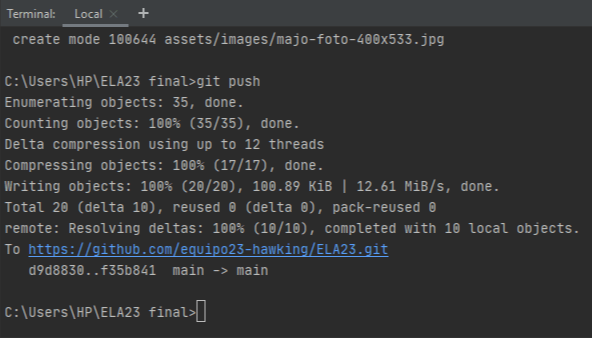 Terminal: Local × +
create mode 100644 assets/images/majo-foto-400x533.jpg
C:\Users\HP\ELA23 final>git push
Enumerating objects: 35, done.
Counting objects: 100% (35/35), done.
Delta compression using up to 12 threads
Compressing objects: 100% (17/17), done.
Writing objects: 100% (20/20), 100.89 KiB | 12.61 MiB/s, done.
Total 20 (delta 10), reused 0 (delta 0), pack-reused 0
remote: Resolving deltas: 100% (10/10), completed with 10 local objects.
To https://github.com/equipo23-hawking/ELA23.git
d9d8830..f35b841  main -> main
C:\Users\HP\ELA23 final>